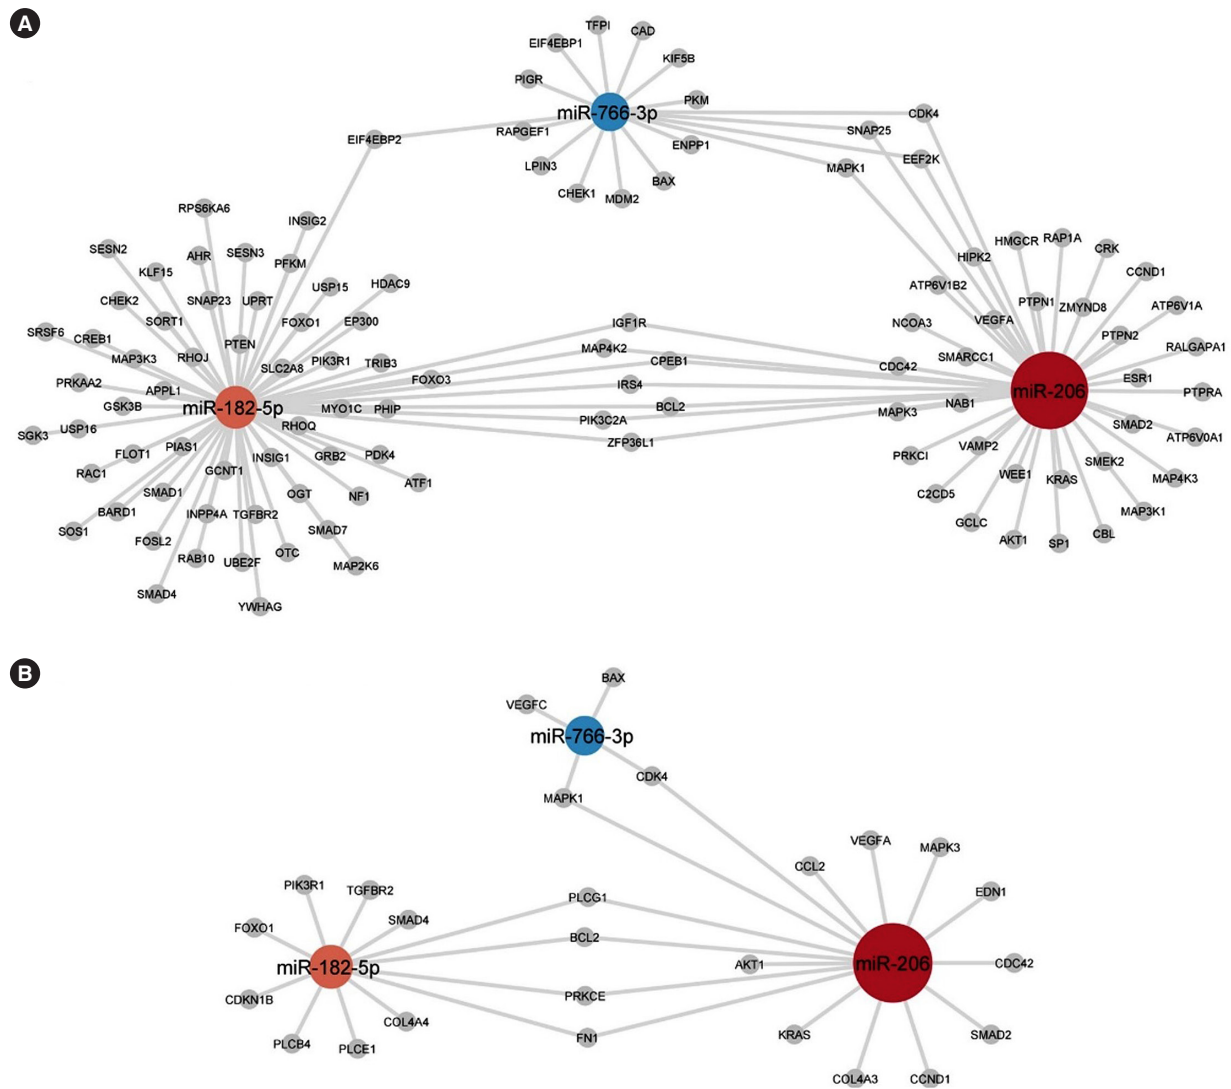 A
TFPI
CAD
EIF4EBP1
KIF5B
PIGR
PKM
miR-766-3p
CDK4
RAPGEF1
SNAP25
EIF4EBP2
ENPP1
EEF2K
LPIN3
MAPK1
BAX
CHEK1
MDM2
RPS6KA6
INSIG2
SESN2
AHR
SESN3
HMGCR
RAP1A
CRK
KLF15
PFKM
HIPK2
CCND1
USP15
HDAC9
ATP6V1B2
CHEK2
SNAP23
UPRT
PTPN1
ZMYND8
ATP6V1A
SORT1
FOXO1
EP300
IGF1R
NCOA3
VEGFA
SRSF6
CREB1
PTEN
PTPN2
MAP3K3
RHOJ
MAP4K2
RALGAPA1
SLC2A8
PIK3R1
TRIB3
CPEB1
SMARCC1
CDC42
PRKAA2
APPL1
FOXO3
IRS4
ESR1
miR-206
PTPRA
GSK3B
miR-182-5p
MYO1C
PHIP
BCL2
NAB1
MAPK3
SGK3
USP16
RHOQ
PIK3C2A
SMAD2
ZFP36L1
ATP6V0A1
FLOT1
PIAS1
INSIG1
GRB2
PDK4
PRKCI
VAMP2
SMEK2
RAC1
GCNT1
ATF1
WEE1
KRAS
MAP4K3
SMAD1
OGT
NF1
C2CD5
BARD1
INPP4A
TGFBR2
MAP3K1
SOS1
SMAD7
GCLC
FOSL2
AKT1
SP1
CBL
RAB10
UBE2F
OTC
MAP2K6
SMAD4
YWHAG
B
BAX
VEGFC
miR-766-3p
CDK4
MAPK1
VEGFA
MAPK3
CCL2
PIK3R1
TGFBR2
PLCG1
EDN1
SMAD4
FOXO1
BCL2
miR-182-5p
AKT1
miR-206
CDC42
CDKN1B
PRKCE
COL4A4
FN1
KRAS
SMAD2
PLCB4
PLCE1
COL4A3
CCND1